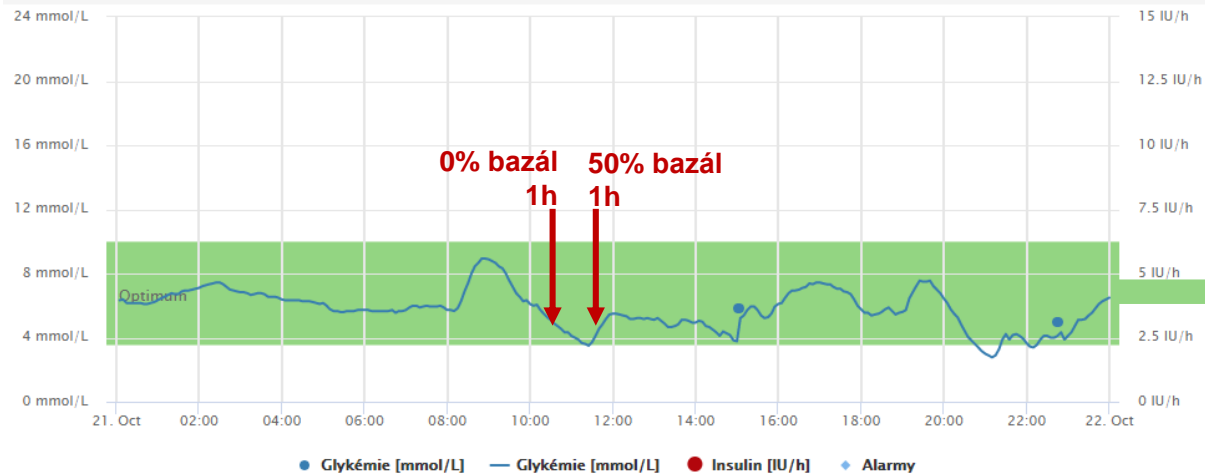 24 mmol/L
15 IU/h
20 mmol/L
12.5 IU/h
16 mmol/L
10 IU/h
0% bazál
1h
50% bazál
1h
12 mmol/L
7.5 IU/h
8 mmol/L
5 IU/h
Optimum
4 mmol/L
2.5 IU/h
0 mmol/L
0 IU/h
21. Oct 02:00 04:00 06:00 08:00 10:00 12:00 14:00 16:00 18:00 20:00 22:00 22. Oct
Glykémie [mmol/L] Glykémie [mmol/L] Insulin [IU/h] Alarmy